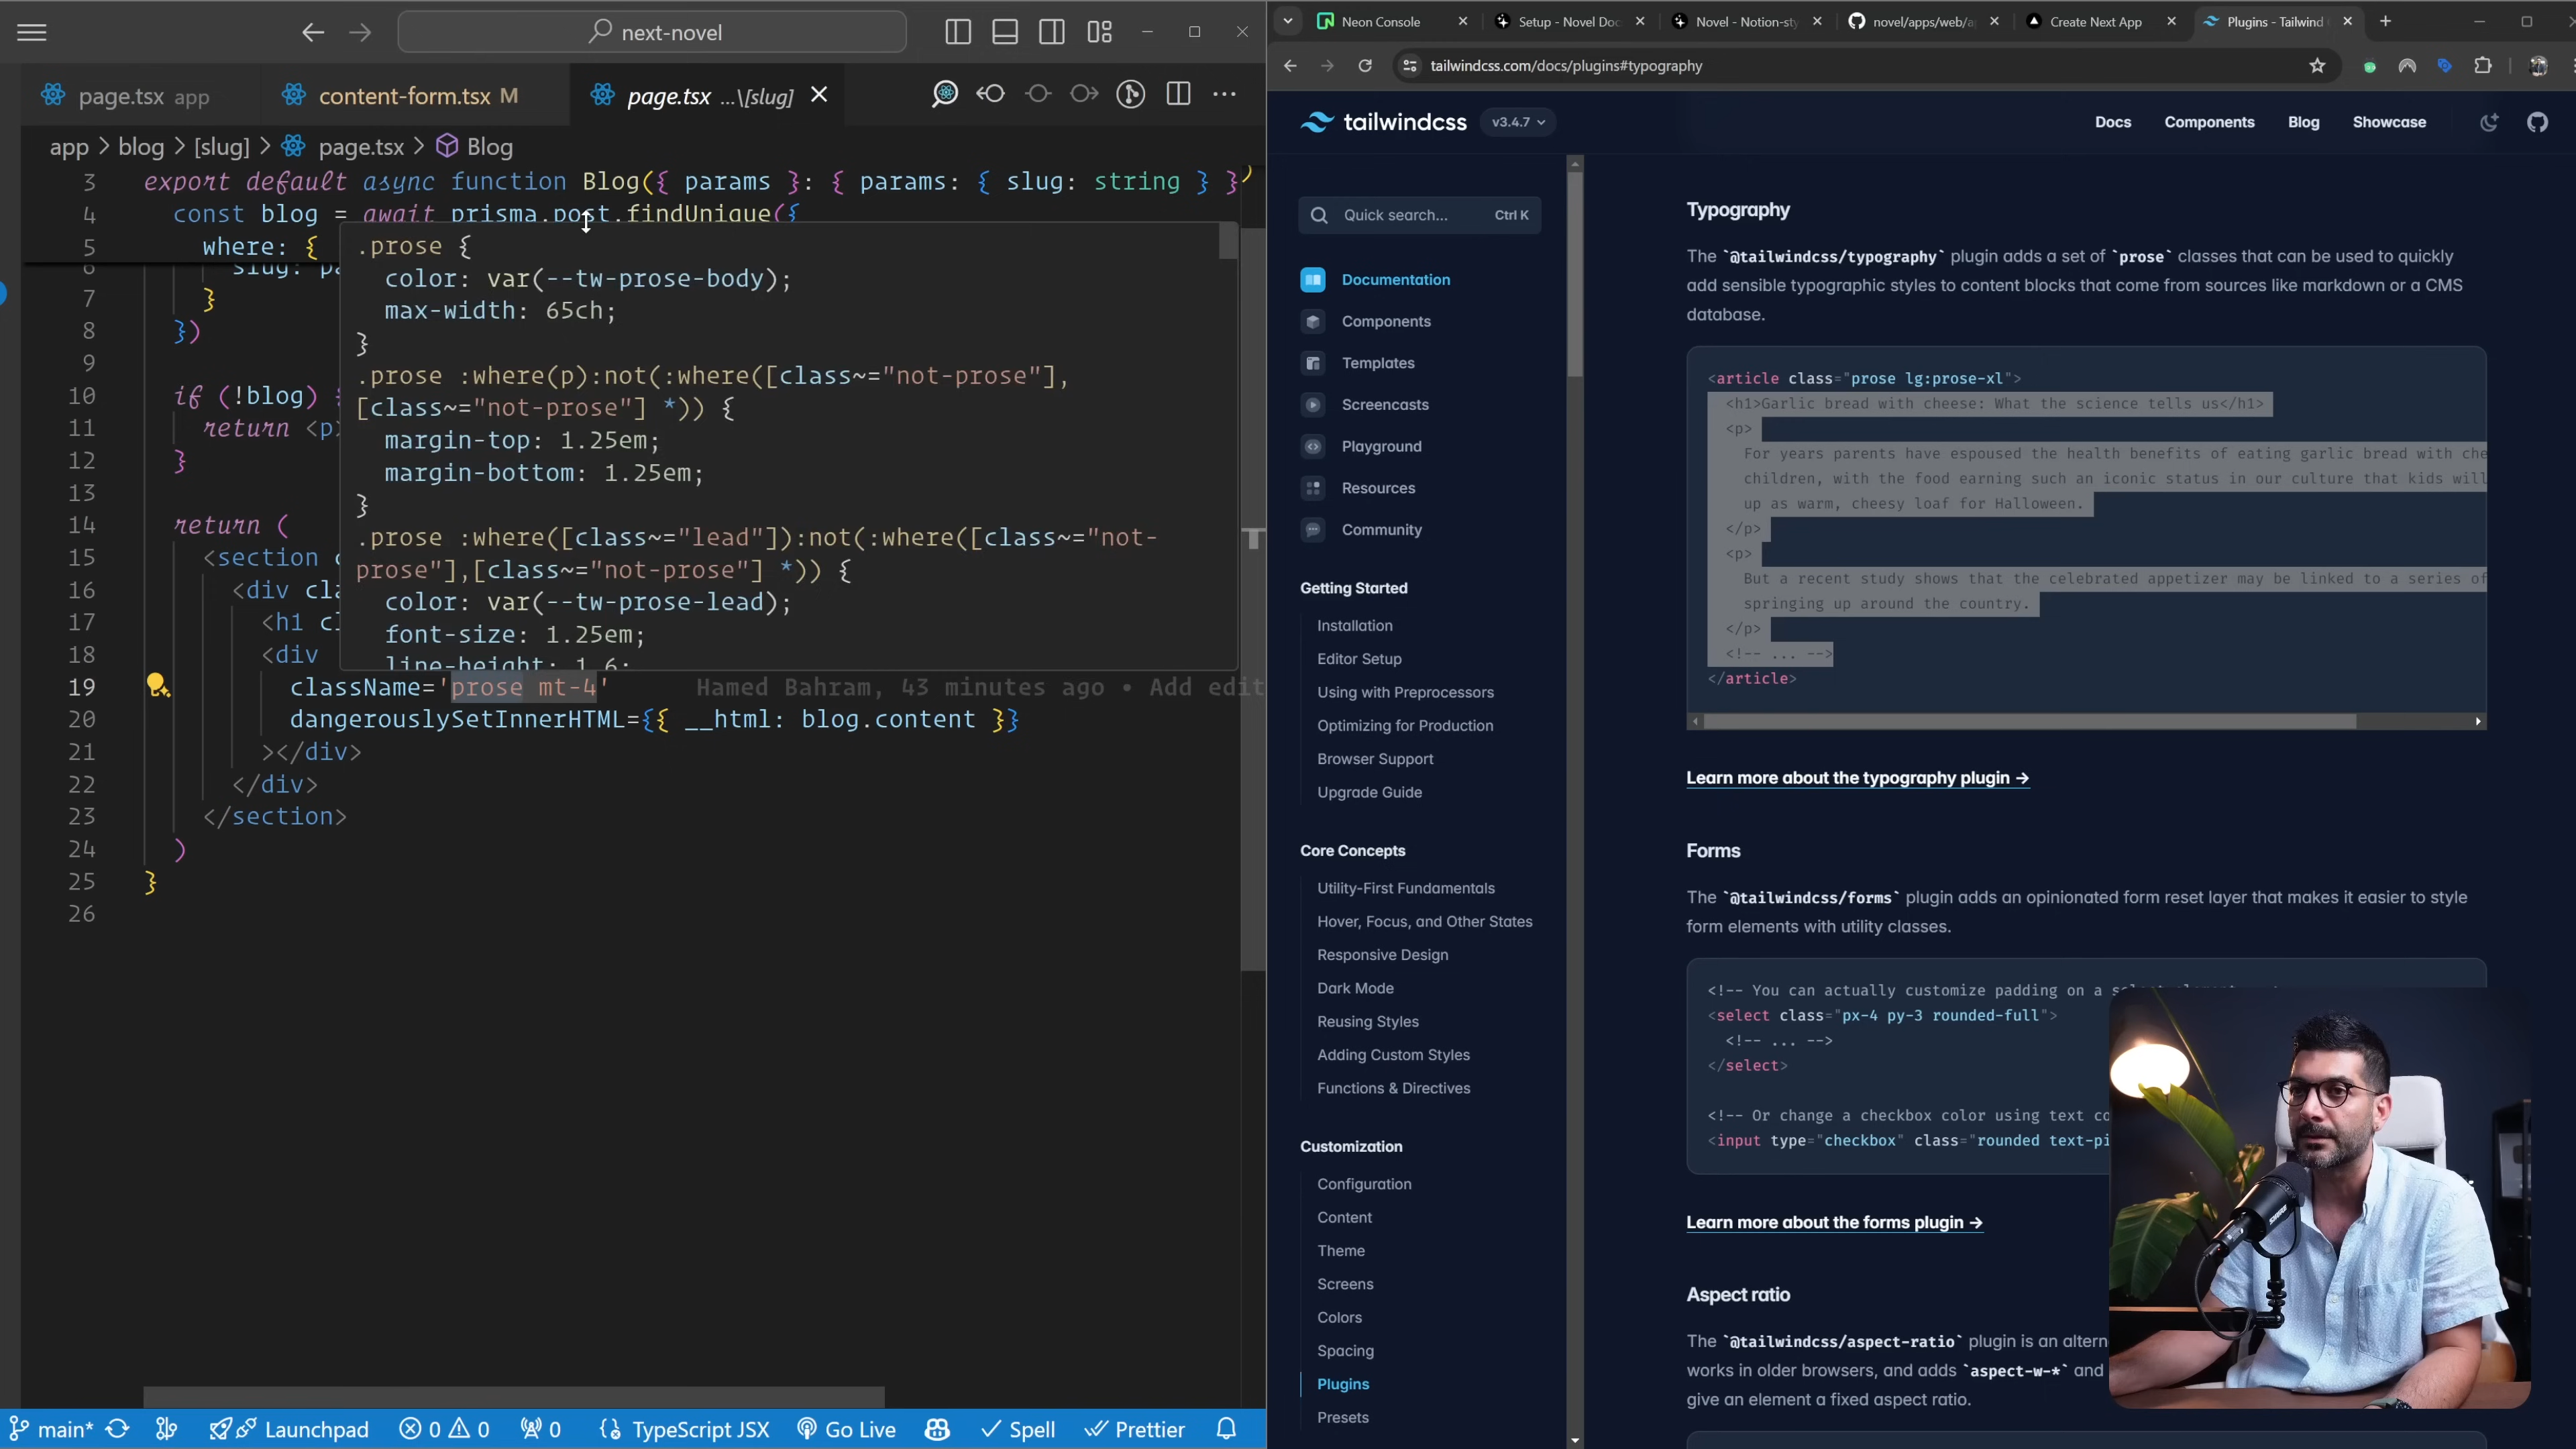 next-novel
page.tsx app
content-form.tsx M
page.tsx ...\[slug]
app > blog > [slug] > page.tsx > Blog
3 export default async function Blog({ params }: { params: { slug: string } })
4 const blog = await prisma.post.findUnique({
5 where: {
6 slug: pa
7 }
8 })
9
10 if (!blog) {
11 return <p>
12 }
13
14 return (
15 <section c
16 <div cla
17 <h1 cl
18 <div
19 className='prose mt-4' Hamed Bahram, 43 minutes ago • Add edit
20 dangerouslySetInnerHTML={{ __html: blog.content }}
21 ></div>
22 </div>
23 </section>
24 )
25 }
26
.prose {
color: var(--tw-prose-body);
max-width: 65ch;
}
.prose :where(p):not(:where([class~="not-prose"],
[class~="not-prose"] *)) {
margin-top: 1.25em;
margin-bottom: 1.25em;
}
.prose :where([class~="lead"]):not(:where([class~="not-
prose"],[class~="not-prose"] *)) {
color: var(--tw-prose-lead);
font-size: 1.25em;
line-height: 1.6;
main* Launchpad 0 0 0 TypeScript JSX Go Live Spell Prettier
Neon Console
Setup - Novel Doc
Novel - Notion-sty
novel/apps/web/a
Create Next App
Plugins - Tailwind
tailwindcss.com/docs/plugins#typography
tailwindcss v3.4.7
Docs Components Blog Showcase
Quick search... Ctrl K
Documentation
Components
Templates
Screencasts
Playground
Resources
Community
Getting Started
Installation
Editor Setup
Using with Preprocessors
Optimizing for Production
Browser Support
Upgrade Guide
Core Concepts
Utility-First Fundamentals
Hover, Focus, and Other States
Responsive Design
Dark Mode
Reusing Styles
Adding Custom Styles
Functions & Directives
Customization
Configuration
Content
Theme
Screens
Colors
Spacing
Plugins
Presets
Typography
The `@tailwindcss/typography` plugin adds a set of `prose` classes that can be used to quickly
add sensible typographic styles to content blocks that come from sources like markdown or a CMS
database.
<article class="prose lg:prose-xl">
<h1>Garlic bread with cheese: What the science tells us</h1>
<p>
For years parents have espoused the health benefits of eating garlic bread with che
children, with the food earning such an iconic status in our culture that kids will
up as warm, cheesy loaf for Halloween.
</p>
<p>
But a recent study shows that the celebrated appetizer may be linked to a series of
springing up around the country.
</p>
<!-- ... -->
</article>
Learn more about the typography plugin →
Forms
The `@tailwindcss/forms` plugin adds an opinionated form reset layer that makes it easier to style
form elements with utility classes.
<!-- You can actually customize padding on a
<select class="px-4 py-3 rounded-full">
<!-- ... -->
</select>
<!-- Or change a checkbox color using text co
<input type="checkbox" class="rounded text-pi
Learn more about the forms plugin →
Aspect ratio
The `@tailwindcss/aspect-ratio` plugin is an altern
works in older browsers, and adds `aspect-w-*` and
give an element a fixed aspect ratio.